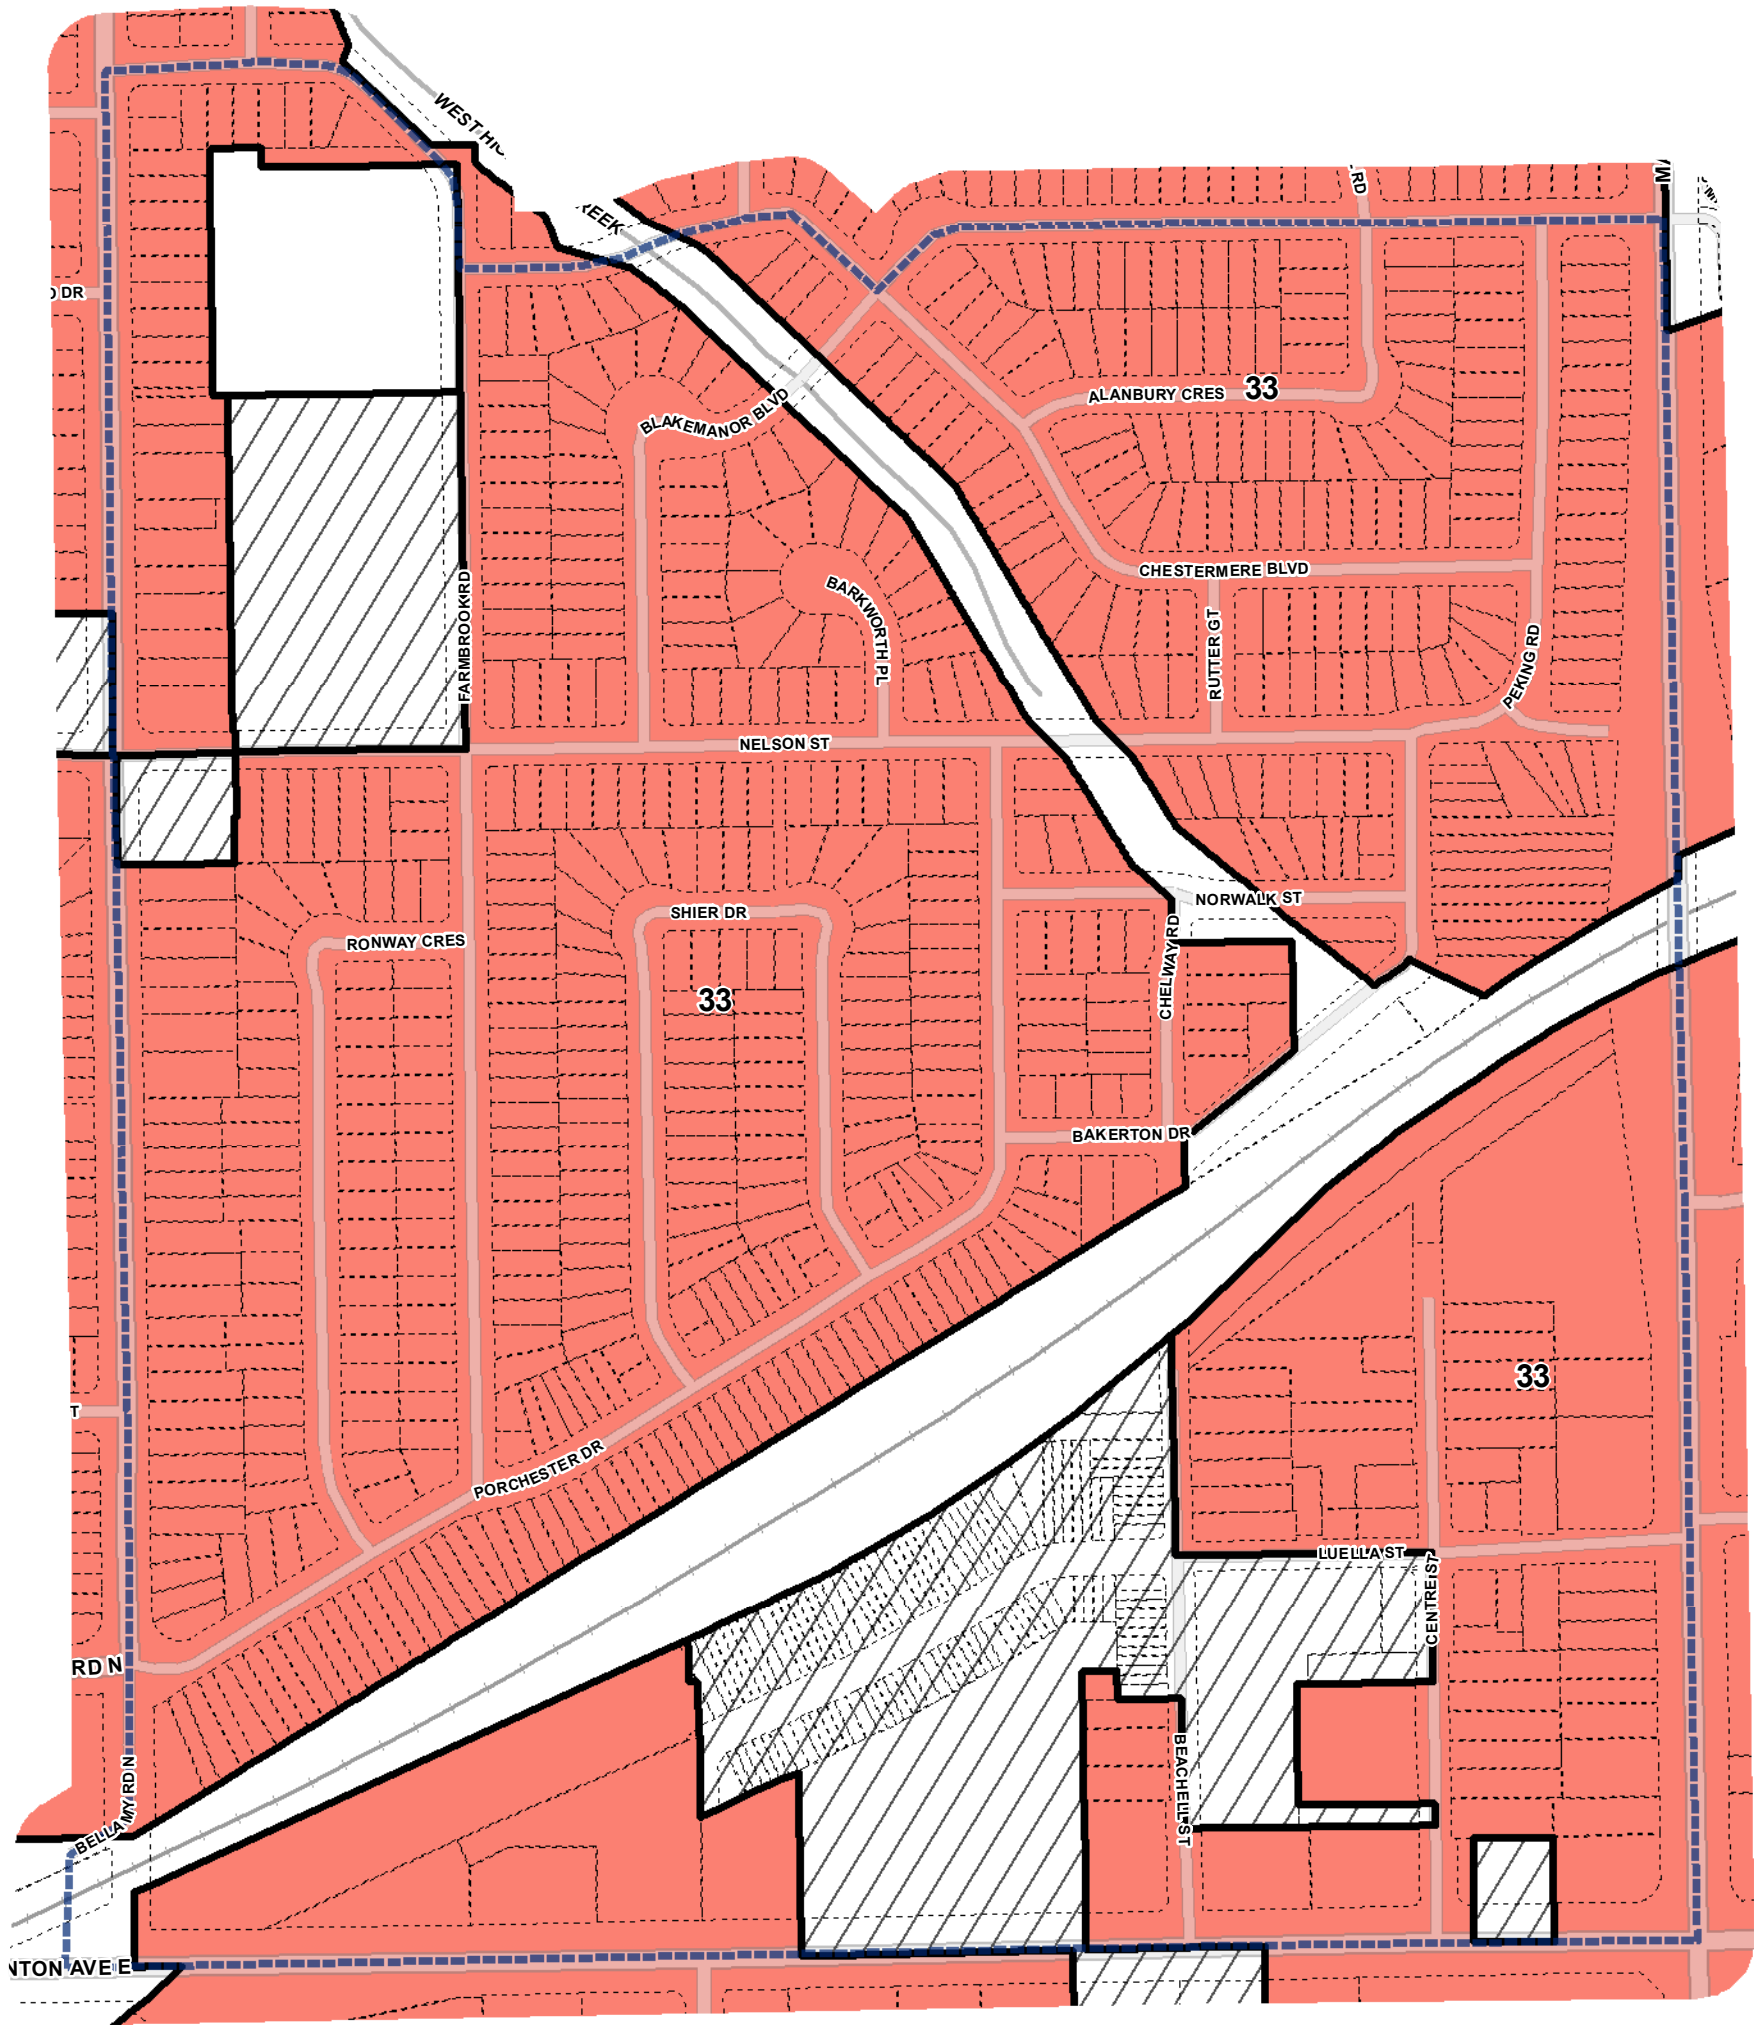 WEST HI
REEK
RD
M
D DR
ALANBURY CRES
33
BLAKEMANOR BLVD
CHESTERMERE BLVD
BARKWORTH PL
FARMBROOK RD
RUTTER GT
PEKING RD
NELSON ST
NORWALK ST
SHIER DR
RONWAY CRES
CHELWAY RD
33
BAKERTON DR
33
T
PORCHESTER DR
LUELLA ST
CENTRE ST
RD N
BEACHELL ST
BELLAMY RD N
NTON AVE E